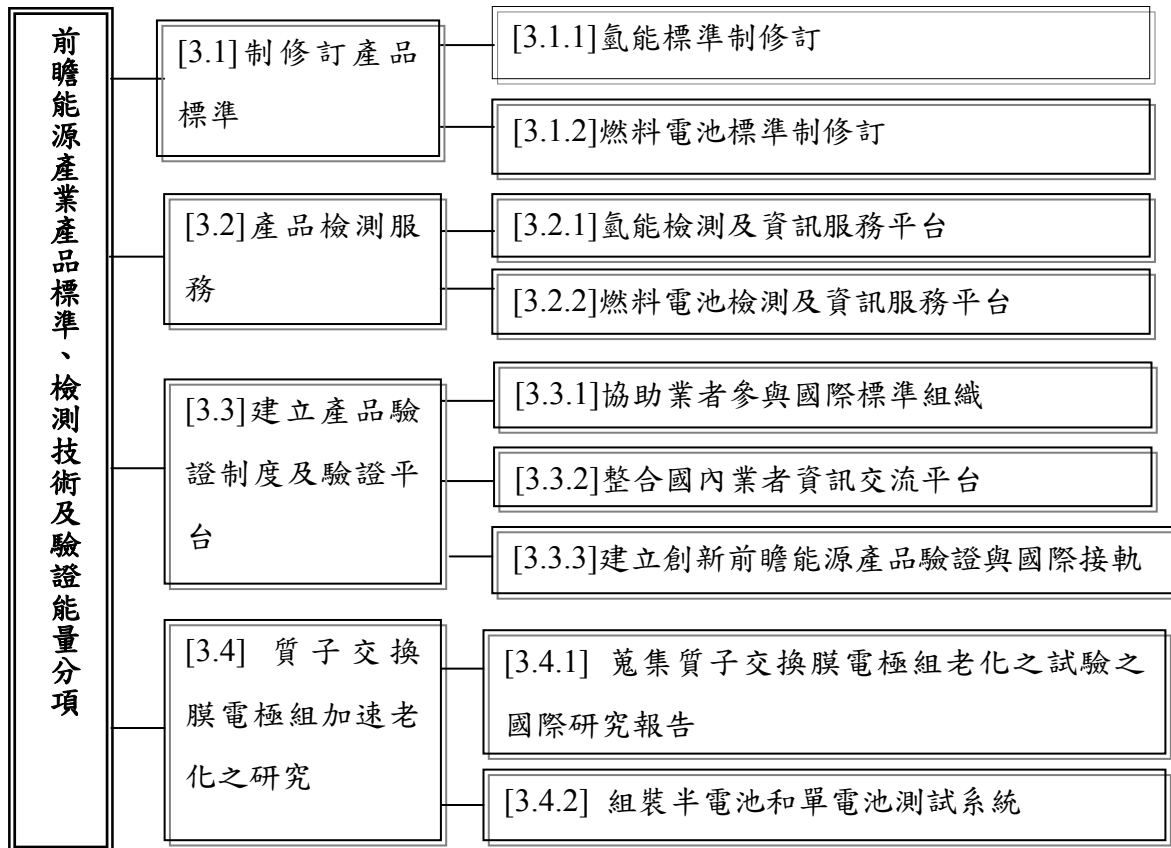 前瞻能源產業產品標準、檢測技術及驗證能量分項
[3.1]制修訂產品
標準
[3.1.1]氫能標準制修訂
[3.1.2]燃料電池標準制修訂
[3.2]產品檢測服
務
[3.2.1]氫能檢測及資訊服務平台
[3.2.2]燃料電池檢測及資訊服務平台
[3.3]建立產品驗
證制度及驗證平
台
[3.3.1]協助業者參與國際標準組織
[3.3.2]整合國內業者資訊交流平台
[3.3.3]建立創新前瞻能源產品驗證與國際接軌
[3.4] 質子交換
膜電極組加速老
化之研究
[3.4.1] 蒐集質子交換膜電極組老化之試驗之
國際研究報告
[3.4.2] 組裝半電池和單電池測試系統